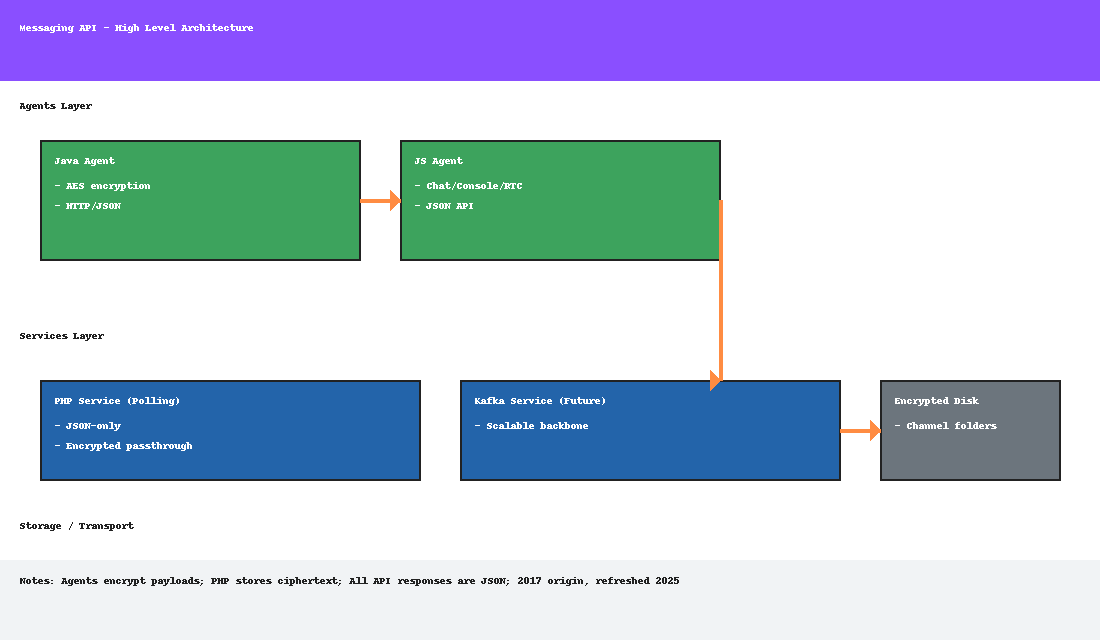 Messaging API - High Level Architecture
Agents Layer
Java Agent
- AES encryption
- HTTP/JSON
JS Agent
- Chat/Console/RTC
- JSON API
Services Layer
PHP Service (Polling)
- JSON-only
- Encrypted passthrough
Kafka Service (Future)
- Scalable backbone
Encrypted Disk
- Channel folders
Storage / Transport
Notes: Agents encrypt payloads; PHP stores ciphertext; All API responses are JSON; 2017 origin, refreshed 2025